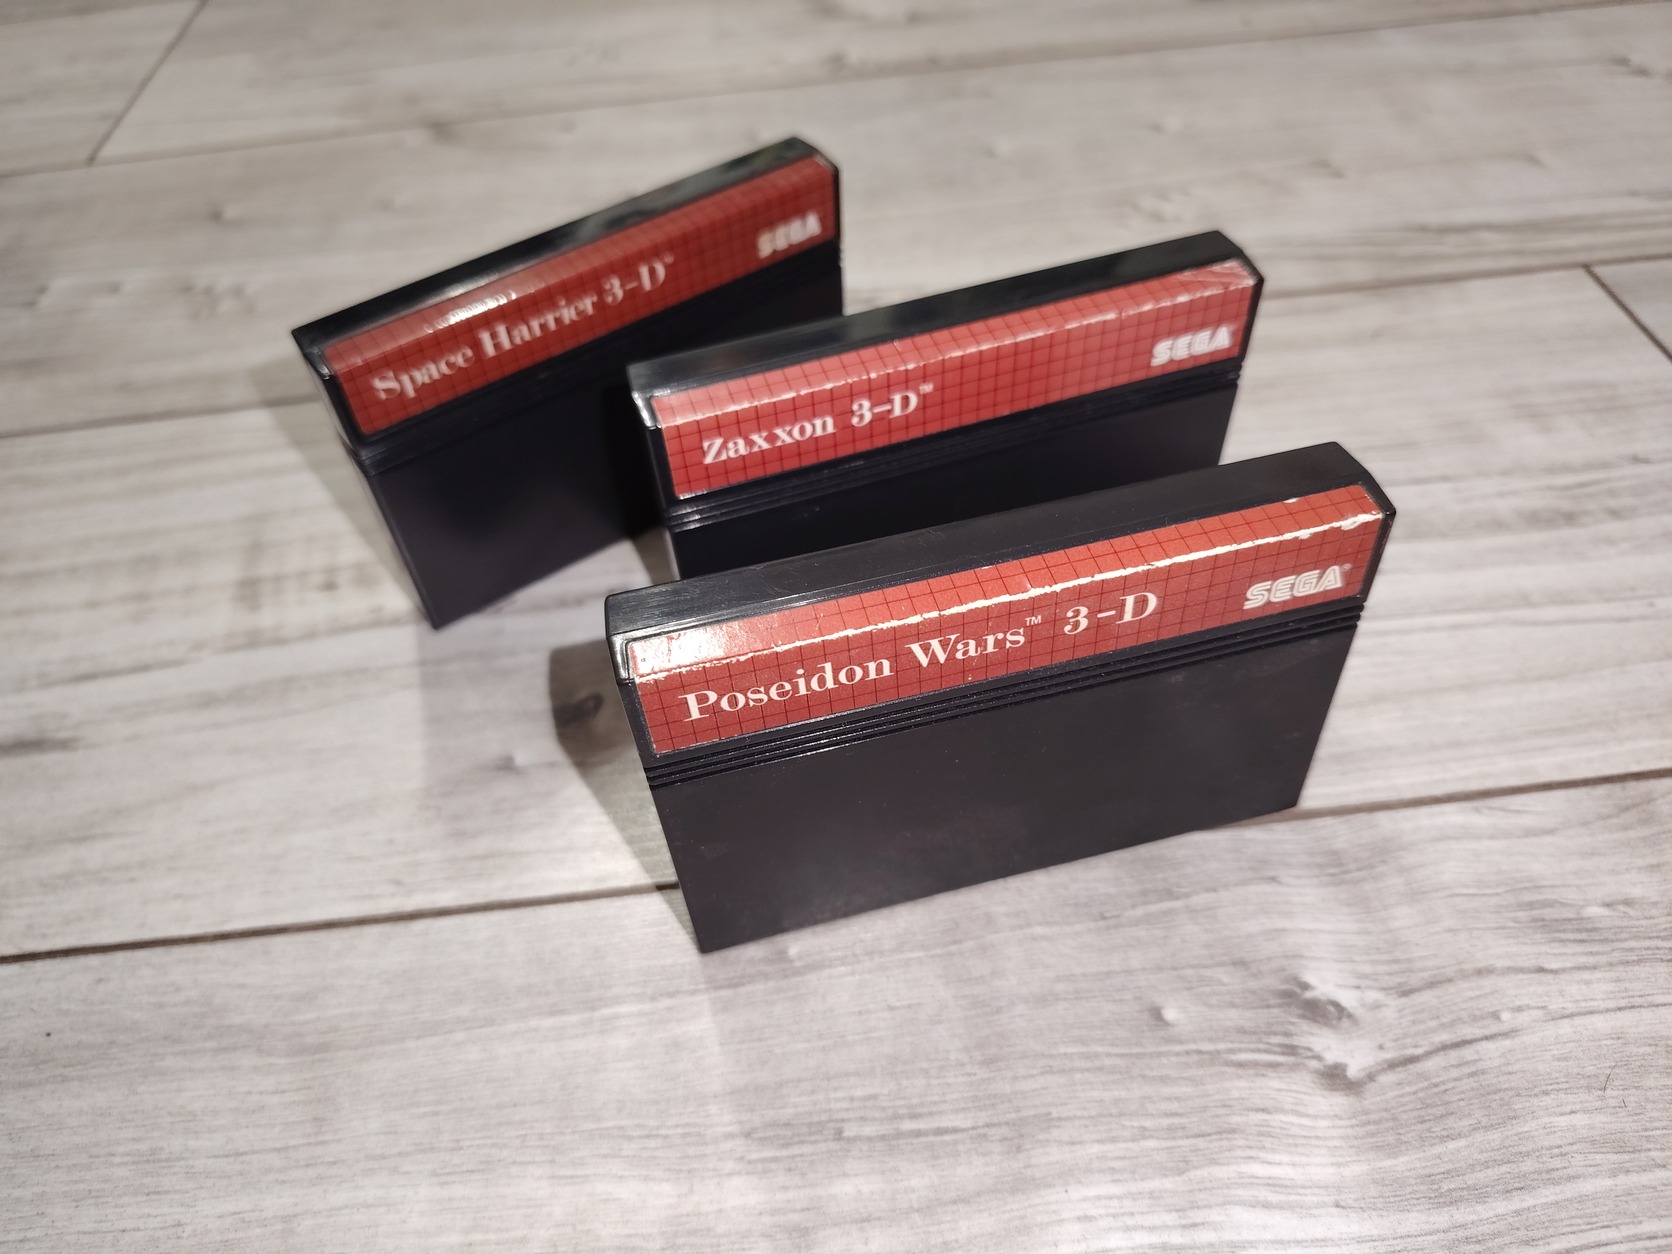 Space Harrier 3-D™
SEGA
Zaxxon 3-D™
SEGA
Poseidon Wars™ 3-D
SEGA®